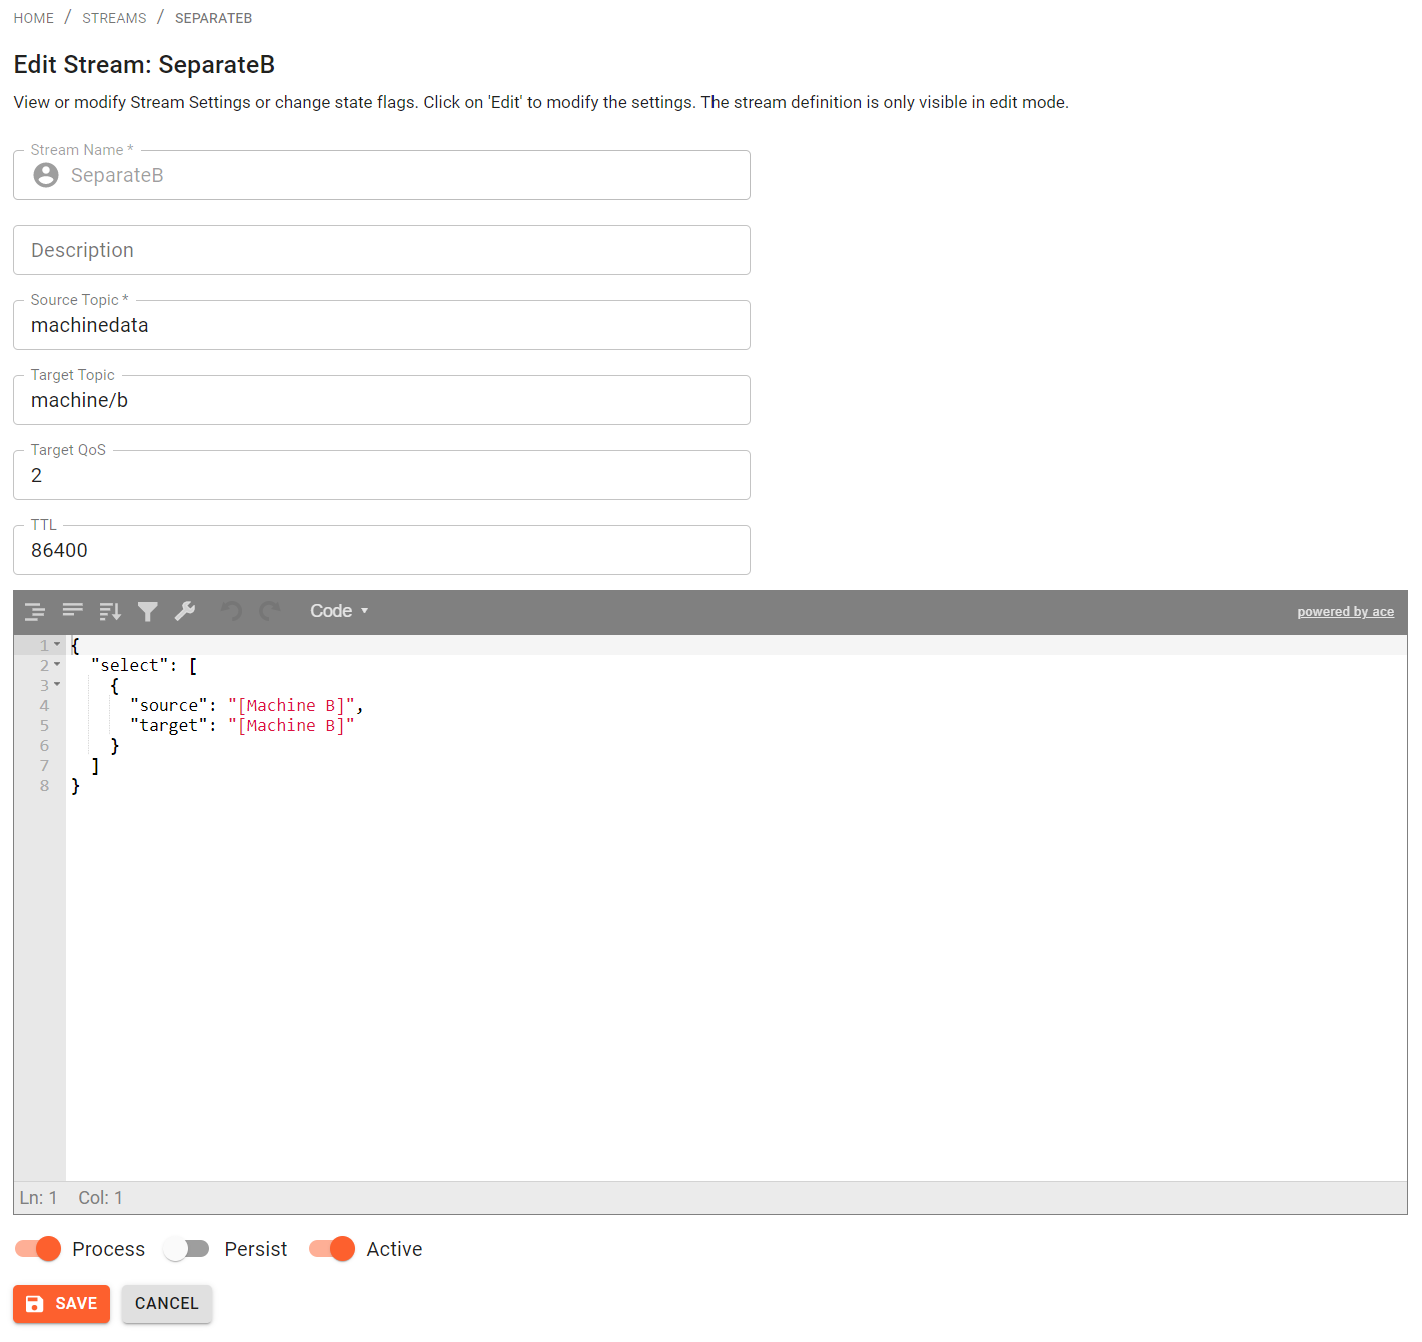 HOME / STREAMS / SEPARATEB
Edit Stream: SeparateB
View or modify Stream Settings or change state flags. Click on 'Edit' to modify the settings. The stream definition is only visible in edit mode.
Stream Name *
SeparateB
Description
Source Topic *
machinedata
Target Topic
machine/b
Target QoS
2
TTL
86400
Code
powered by ace
1 {
2   "select": [
3     {
4       "source": "[Machine B]",
5       "target": "[Machine B]"
6     }
7   ]
8 }
Ln: 1 Col: 1
Process Persist Active
SAVE CANCEL